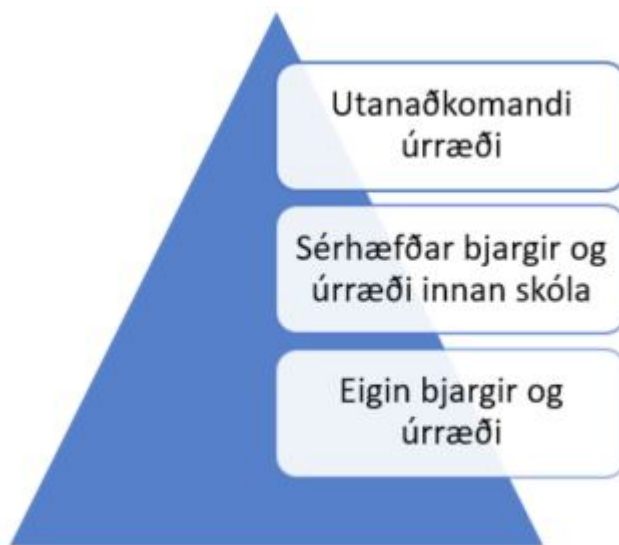 Utanaðkomandi
úrræði
Sérhæfðar bjargir og
úrræði innan skóla
Eigin bjargir og
úrræði